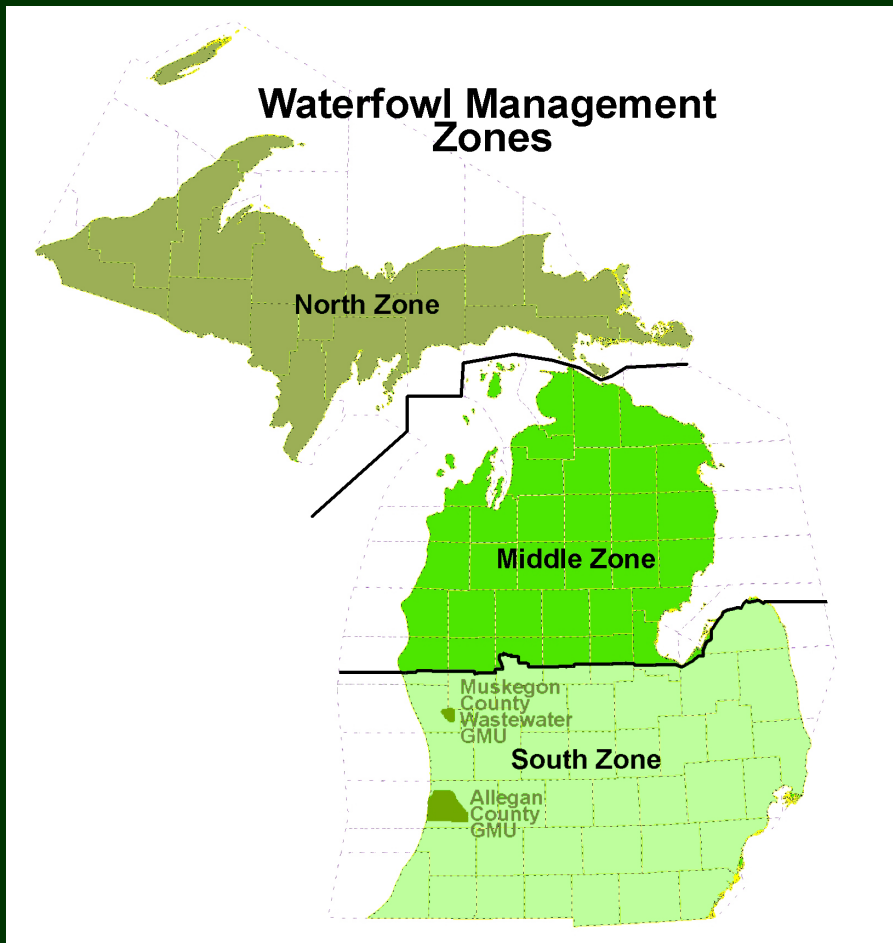 Waterfowl Management
Zones
North Zone
Middle Zone
Muskegon
County
Wastewater
GMU
South Zone
Allegan
County
GMU